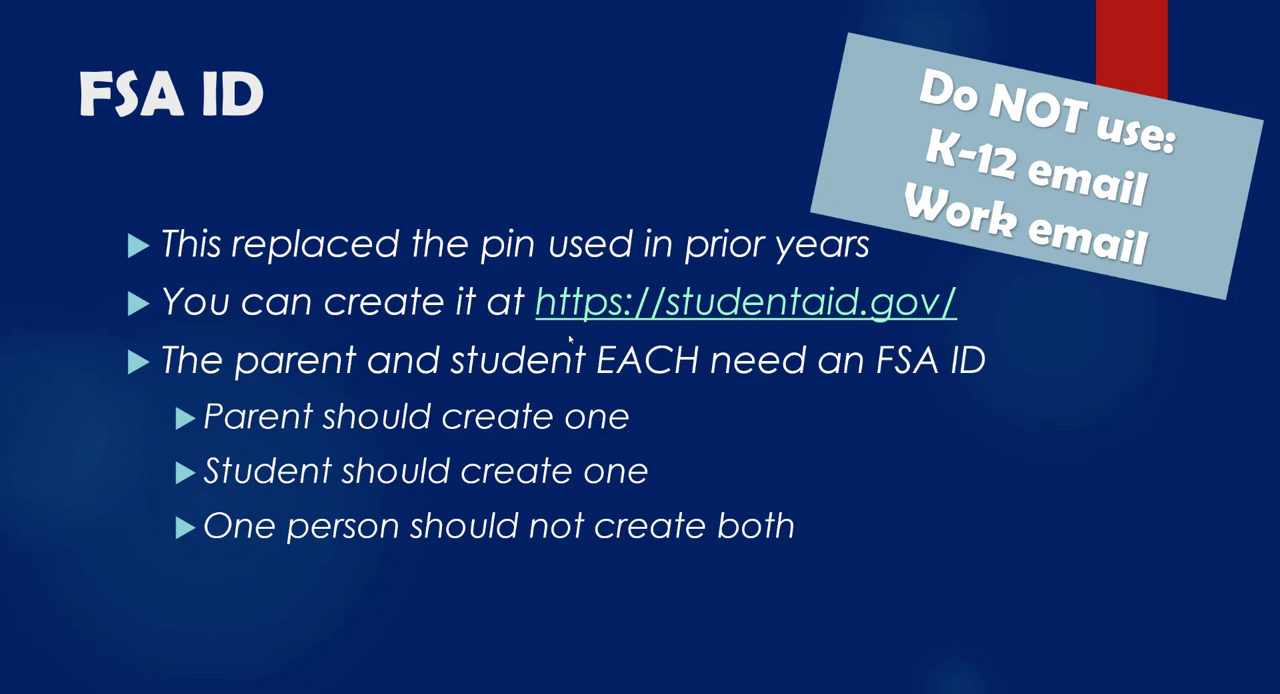 FSA ID
Do NOT use:
K-12 email
Work email
This replaced the pin used in prior years
You can create it at https://studentaid.gov/
The parent and student EACH need an FSA ID
Parent should create one
Student should create one
One person should not create both